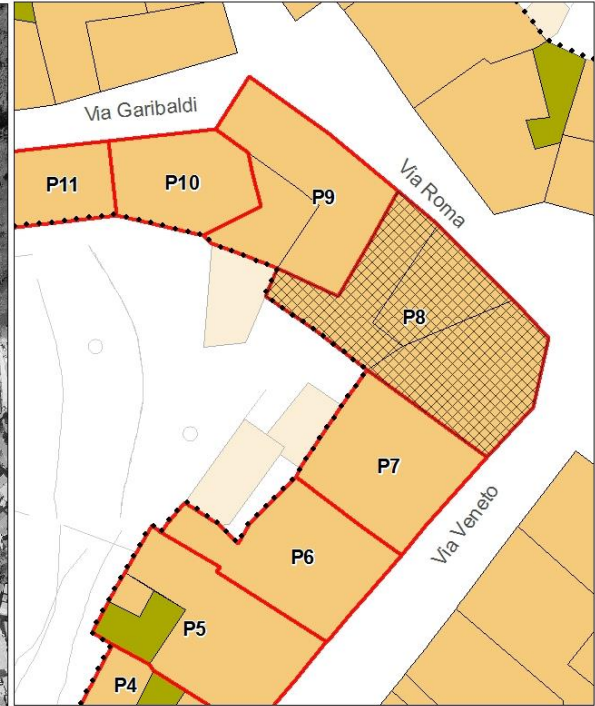 Via Garibaldi
P11
P10
P9
Via Roma
P8
P7
Via Veneto
P6
P5
P4